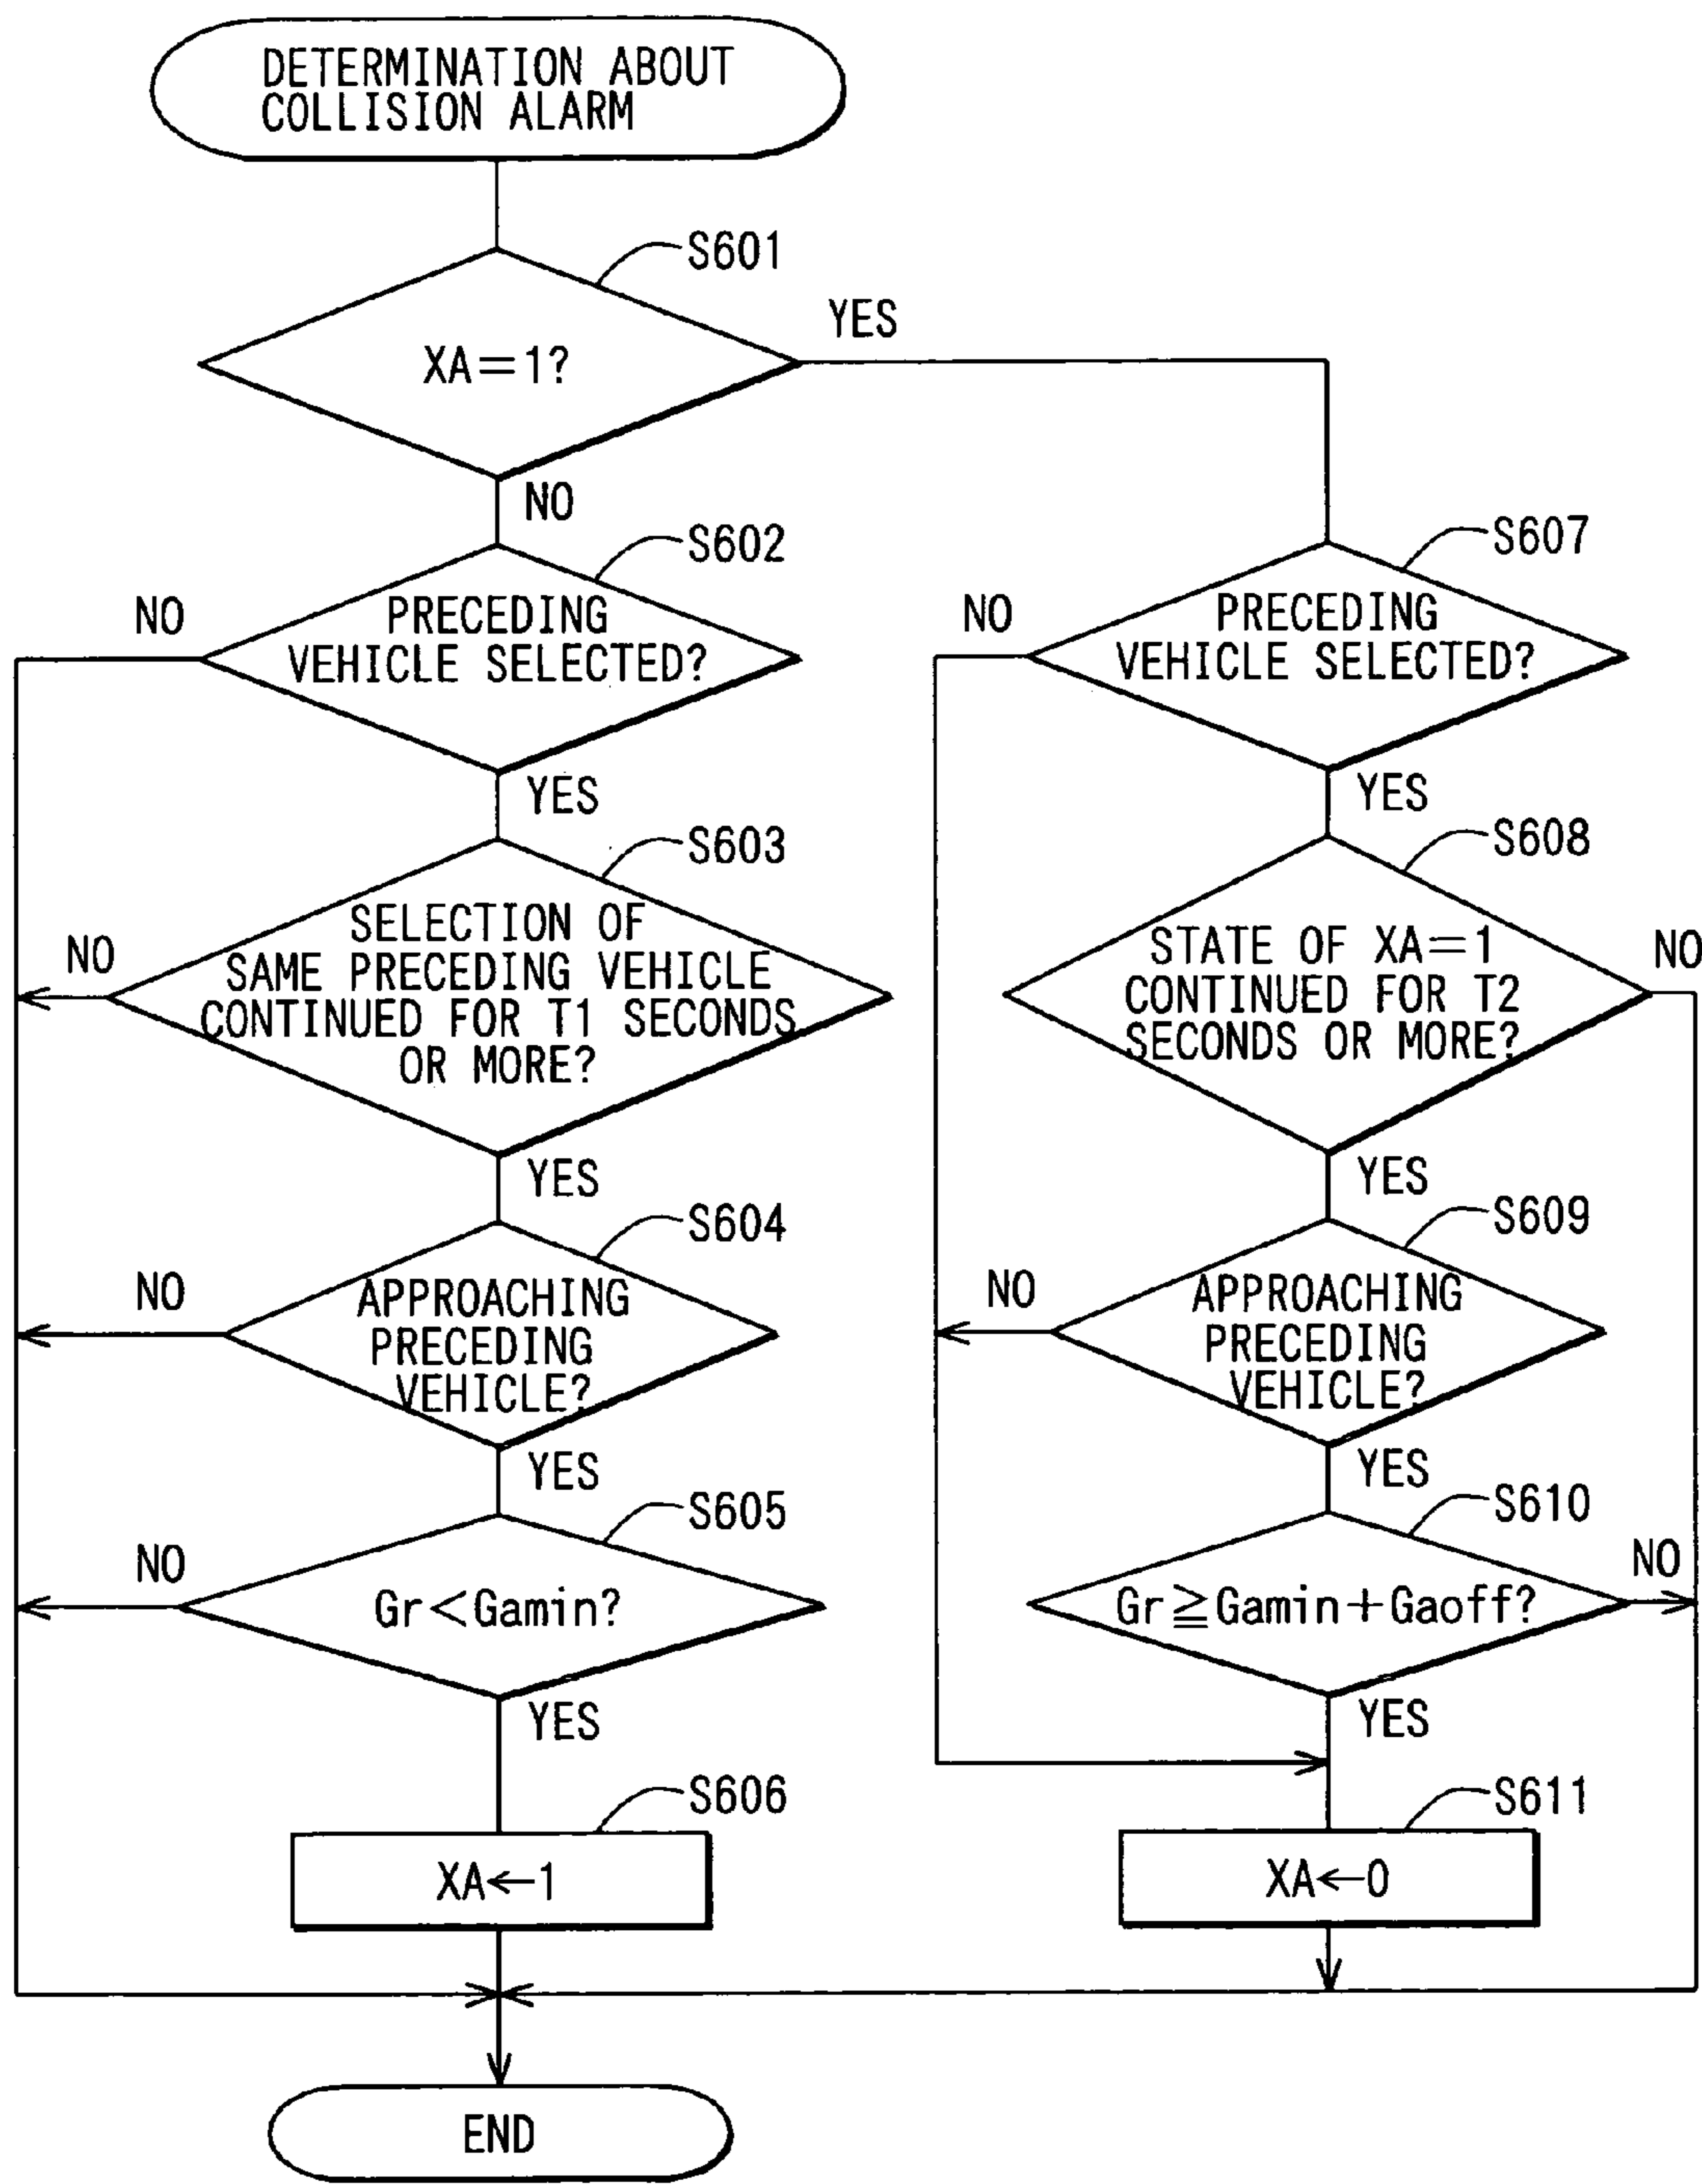 DETERMINATION ABOUT
COLLISION ALARM
S601
XA=1?
YES
NO
S602
PRECEDING
VEHICLE SELECTED?
NO
YES
S603
SELECTION OF
SAME PRECEDING VEHICLE
CONTINUED FOR T1 SECONDS
OR MORE?
NO
YES
S604
APPROACHING
PRECEDING
VEHICLE?
NO
YES
S605
Gr<Gamin?
NO
YES
S606
XA←1
S607
PRECEDING
VEHICLE SELECTED?
NO
YES
S608
STATE OF XA=1
CONTINUED FOR T2
SECONDS OR MORE?
NO
YES
S609
APPROACHING
PRECEDING
VEHICLE?
NO
YES
S610
Gr≧Gamin+Gaoff?
NO
YES
S611
XA←0
END